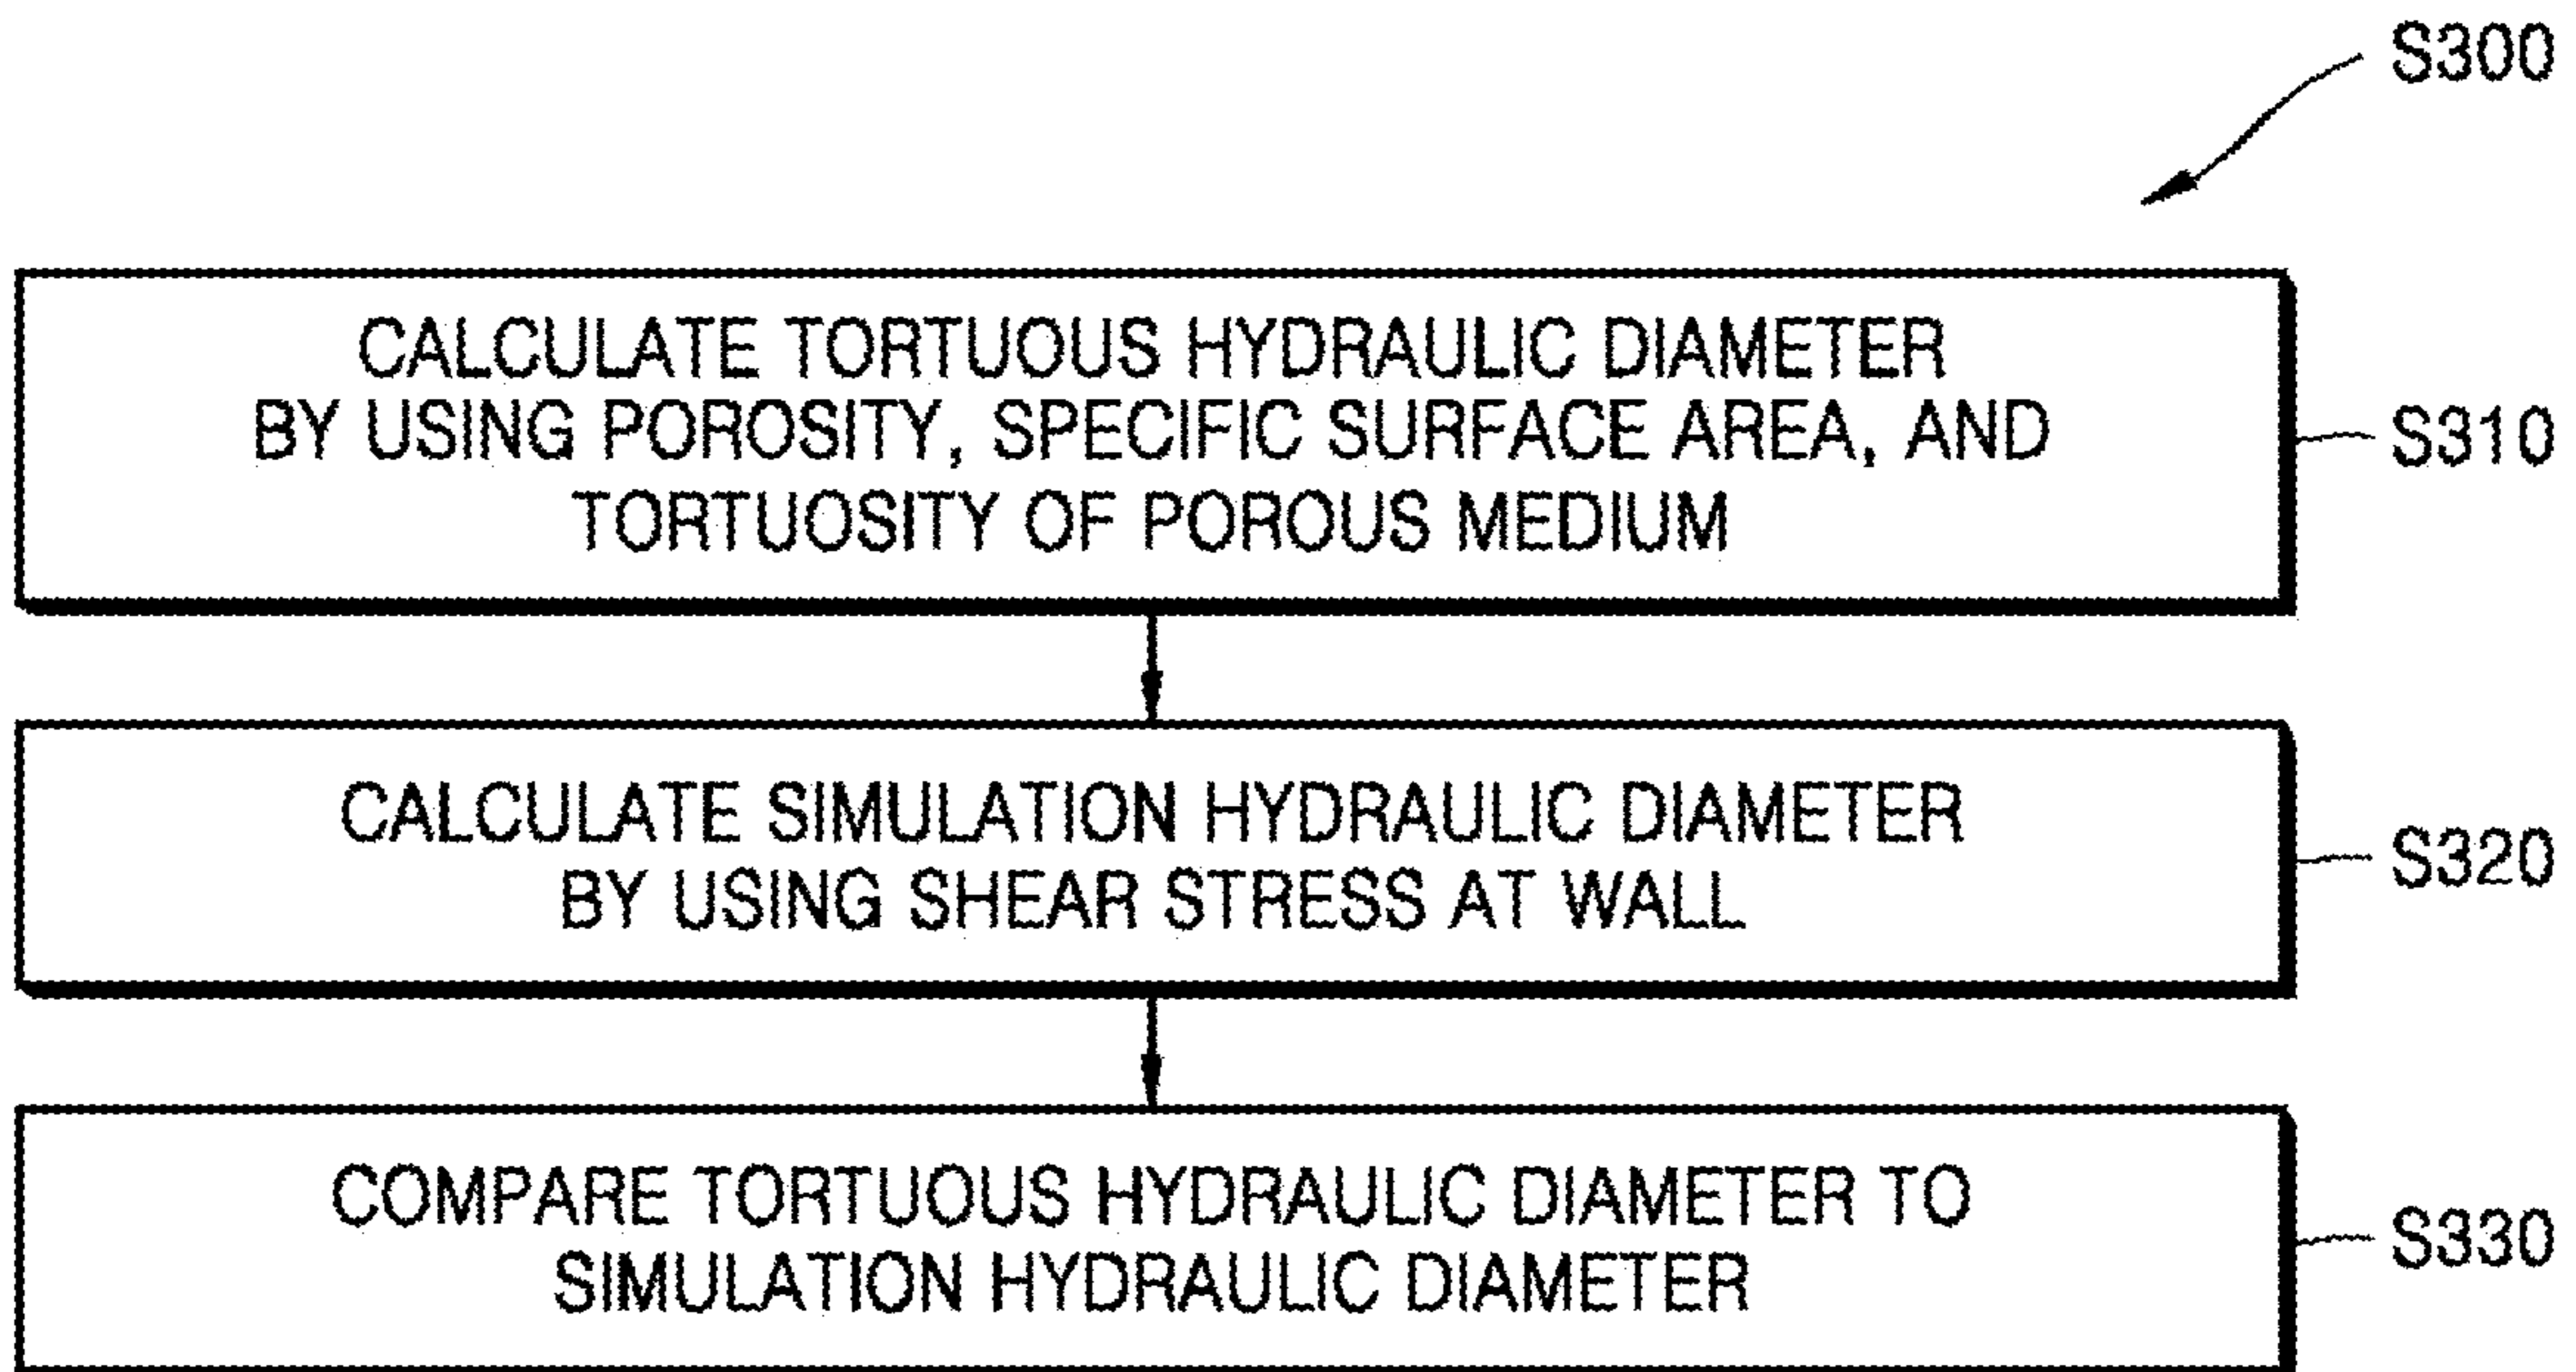 S300
CALCULATE TORTUOUS HYDRAULIC DIAMETER
BY USING POROSITY, SPECIFIC SURFACE AREA, AND
TORTUOSITY OF POROUS MEDIUM
S310
CALCULATE SIMULATION HYDRAULIC DIAMETER
BY USING SHEAR STRESS AT WALL
S320
COMPARE TORTUOUS HYDRAULIC DIAMETER TO
SIMULATION HYDRAULIC DIAMETER
S330